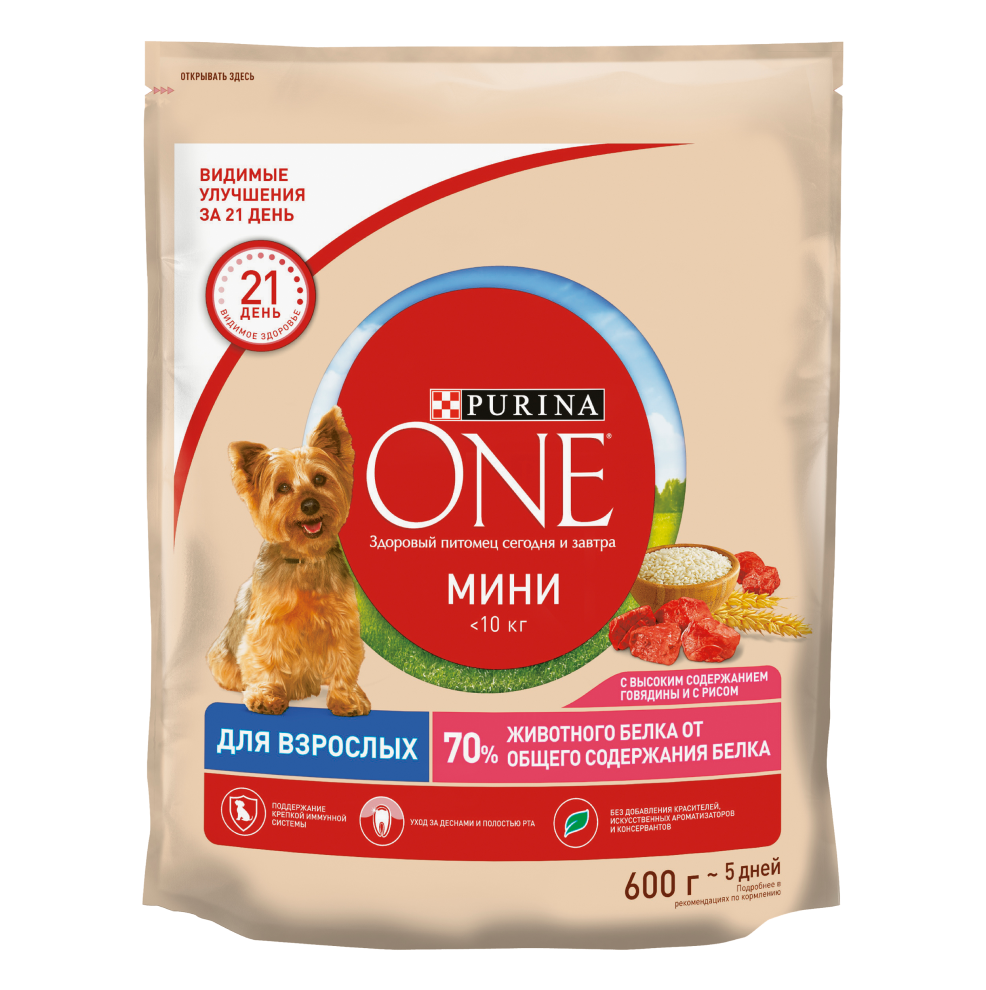 ОТКРЫВАТЬ ЗДЕСЬ
ВИДИМЫЕ
УЛУЧШЕНИЯ
ЗА 21 ДЕНЬ
21
ДЕНЬ
ВИДИМОЕ ЗДОРОВЬЕ
PURINA
ONE®
Здоровый питомец сегодня и завтра
МИНИ
<10 кг
С ВЫСОКИМ СОДЕРЖАНИЕМ
ГОВЯДИНЫ И С РИСОМ
ДЛЯ ВЗРОСЛЫХ
70% ЖИВОТНОГО БЕЛКА ОТ
ОБЩЕГО СОДЕРЖАНИЯ БЕЛКА
ПОДДЕРЖАНИЕ
КРЕПКОЙ ИММУННОЙ
СИСТЕМЫ
УХОД ЗА ДЕСНАМИ И ПОЛОСТЬЮ РТА
БЕЗ ДОБАВЛЕНИЯ КРАСИТЕЛЕЙ,
ИСКУССТВЕННЫХ АРОМАТИЗАТОРОВ
И КОНСЕРВАНТОВ
600 г ~ 5 дней
Подробнее в
рекомендациях по кормлению